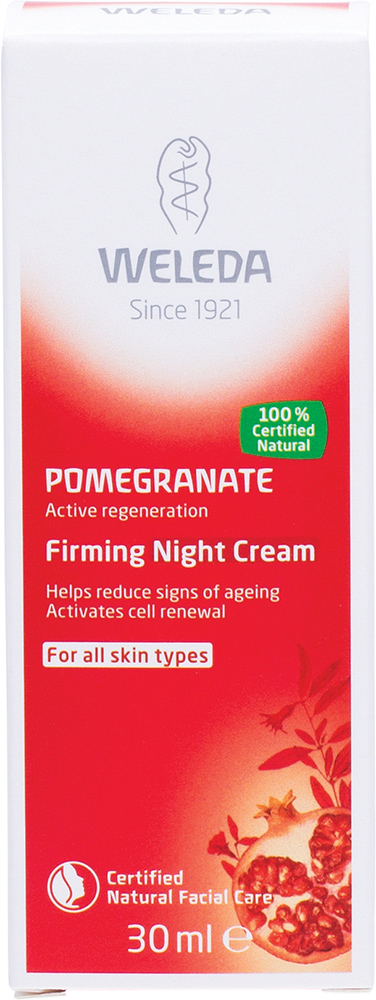 WELEDA
Since 1921
100 %
Certified
Natural
POMEGRANATE
Active regeneration
Firming Night Cream
Helps reduce signs of ageing
Activates cell renewal
For all skin types
Certified
Natural Facial Care
30 ml ℮